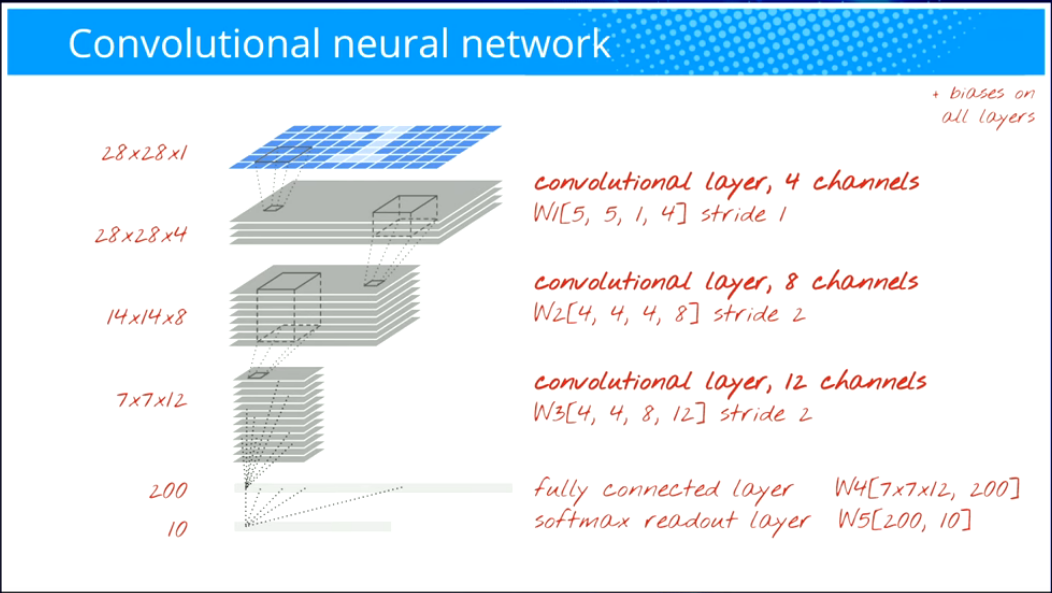 Convolutional neural network
+ biases on
all layers
28x28x1
convolutional layer, 4 channels
W1[5, 5, 1, 4] stride 1
28x28x4
convolutional layer, 8 channels
W2[4, 4, 4, 8] stride 2
14x14x8
convolutional layer, 12 channels
W3[4, 4, 8, 12] stride 2
7x7x12
200
fully connected layer W4[7x7x12, 200]
10
softmax readout layer W5[200, 10]